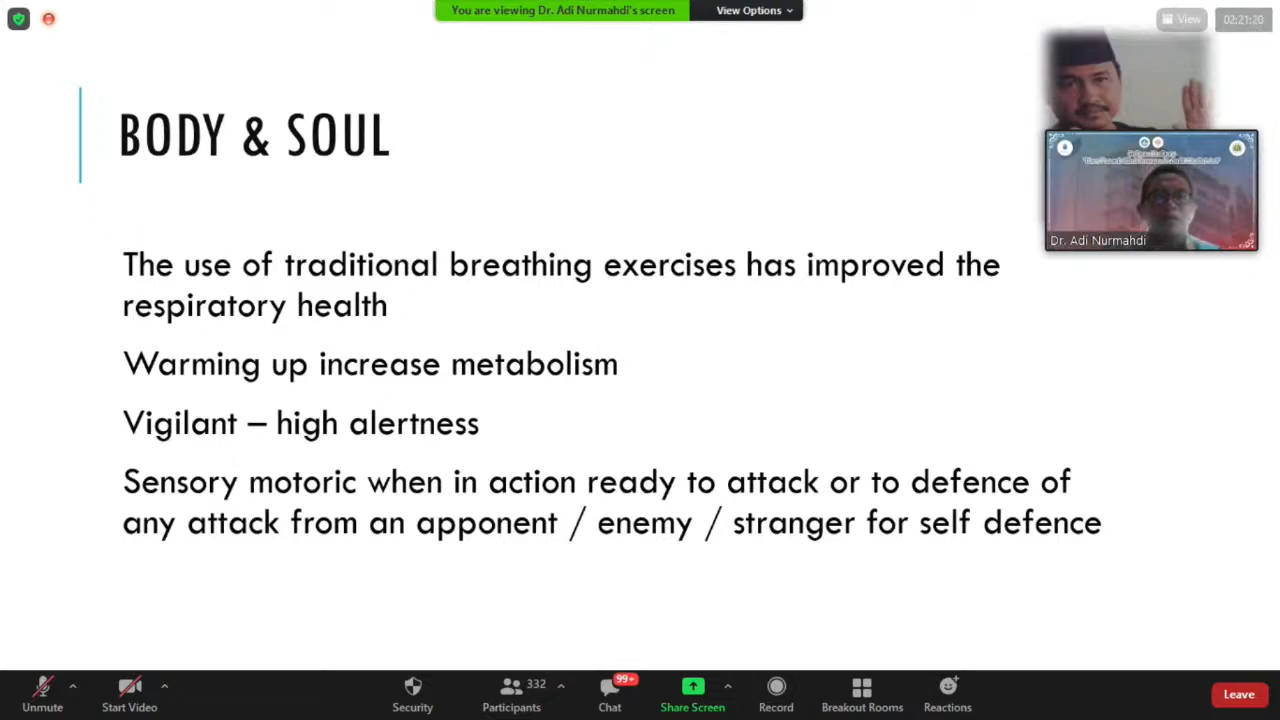 You are viewing Dr. Adi Nurmahdi's screen
View Options
View
02:21:20
BODY & SOUL
Dr. Adi Nurmahdi
The use of traditional breathing exercises has improved the
respiratory health
Warming up increase metabolism
Vigilant – high alertness
Sensory motoric when in action ready to attack or to defence of
any attack from an apponent / enemy / stranger for self defence
Unmute
Start Video
Security
332
Participants
99+
Chat
Share Screen
Record
Breakout Rooms
Reactions
Leave